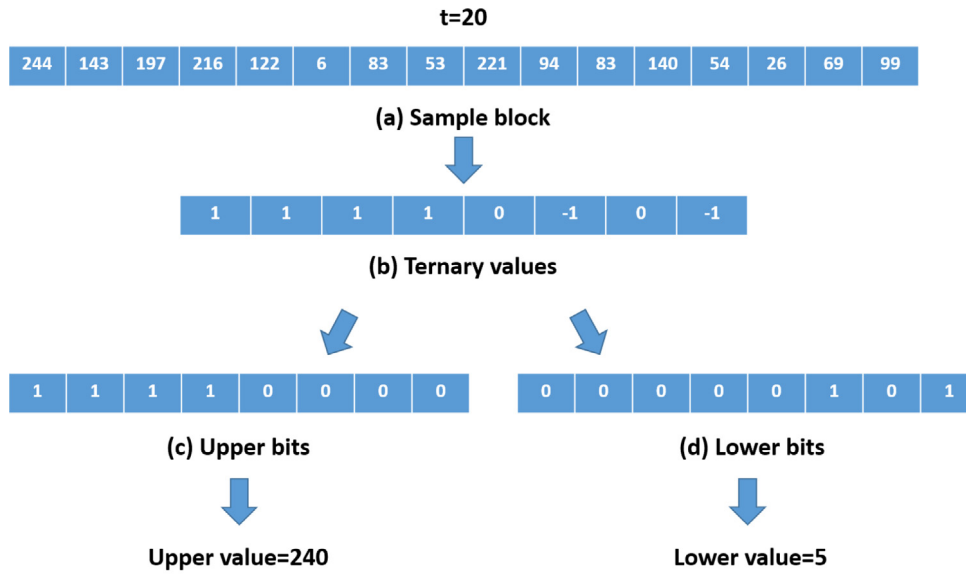 t=20
244 143 197 216 122 6 83 53 221 94 83 140 54 26 69 99
(a) Sample block
1 1 1 1 0 -1 0 -1
(b) Ternary values
1 1 1 1 0 0 0 0 0 0 0 0 0 1 0 1
(c) Upper bits (d) Lower bits
Upper value=240 Lower value=5